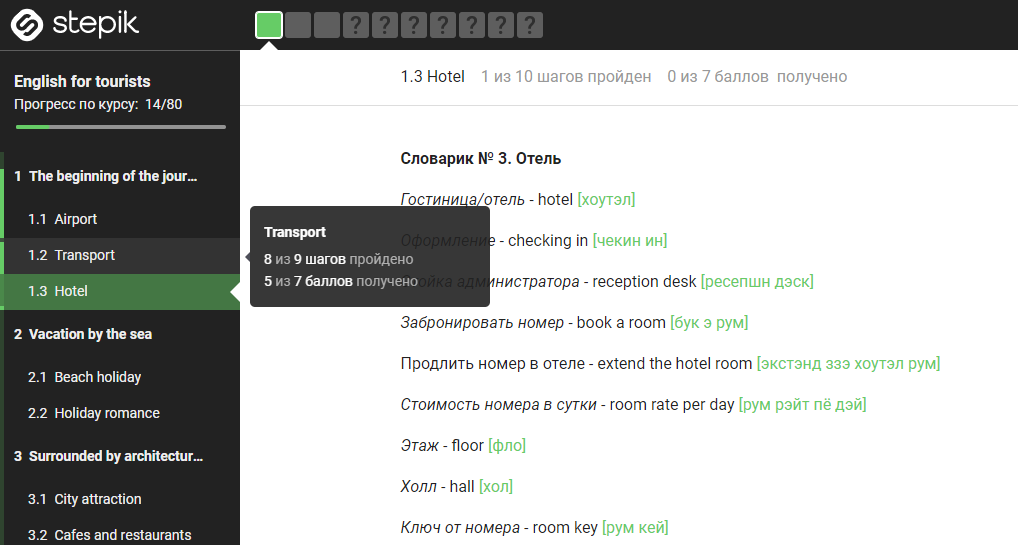 stepik
? ? ? ? ? ? ?
English for tourists
Прогресс по курсу: 14/80
1 The beginning of the jour...
1.1 Airport
1.2 Transport
1.3 Hotel
2 Vacation by the sea
2.1 Beach holiday
2.2 Holiday romance
3 Surrounded by architectur...
3.1 City attraction
3.2 Cafes and restaurants
Transport
8 из 9 шагов пройдено
5 из 7 баллов получено
1.3 Hotel 1 из 10 шагов пройден 0 из 7 баллов получено
Словарик № 3. Отель
Гостиница/отель - hotel [хоутэл]
Оформление - checking in [чекин ин]
Стойка администратора - reception desk [ресепшн дэск]
Забронировать номер - book a room [бук э рум]
Продлить номер в отеле - extend the hotel room [экстэнд ззэ хоутэл рум]
Стоимость номера в сутки - room rate per day [рум рэйт пё дэй]
Этаж - floor [фло]
Холл - hall [хол]
Ключ от номера - room key [рум кей]